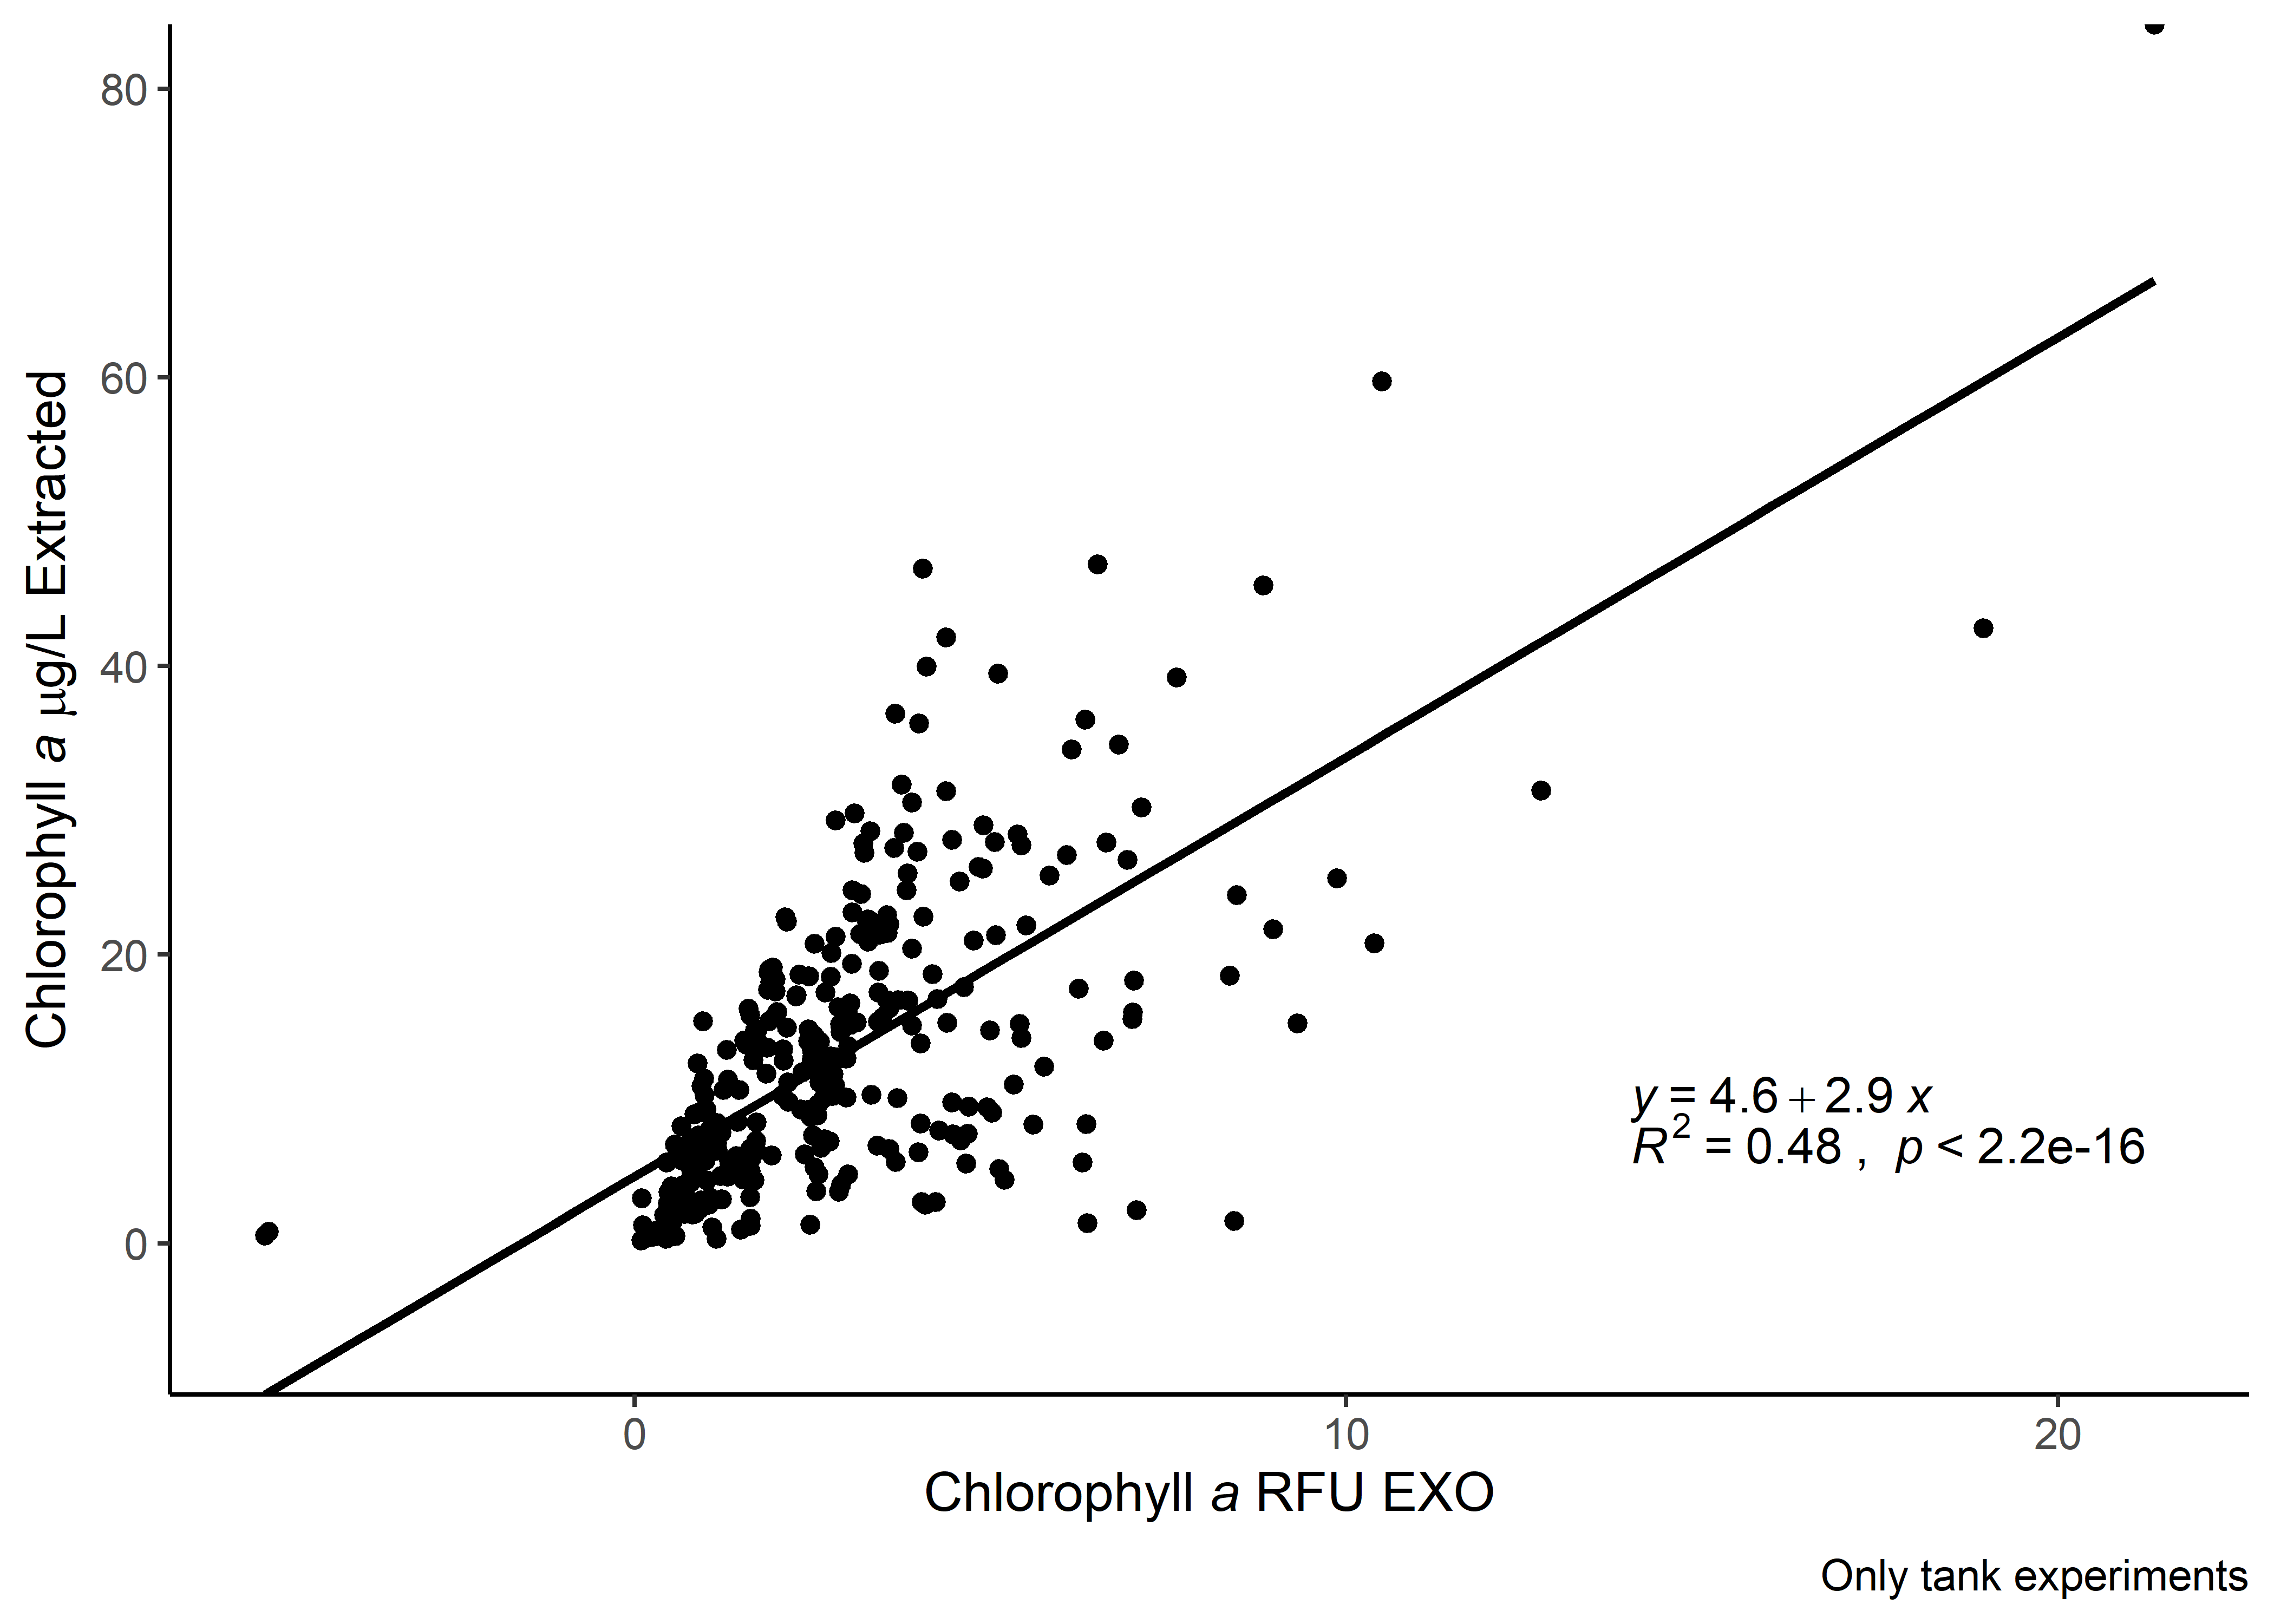 80
60
40
20
0
Chlorophyll a μg/L Extracted
y = 4.6 + 2.9 x
R² = 0.48 , p < 2.2e-16
0 10 20
Chlorophyll a RFU EXO
Only tank experiments